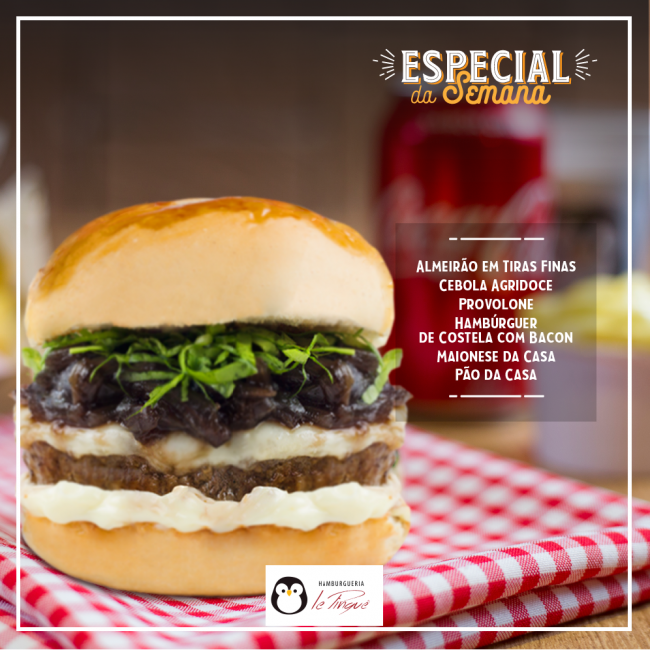 ESPECIAL
da Semana
Almeirão em Tiras Finas
Cebola Agridoce
Provolone
Hambúrguer
de Costela com Bacon
Maionese da Casa
Pão da Casa
HAMBURGUERIA
le Pingué